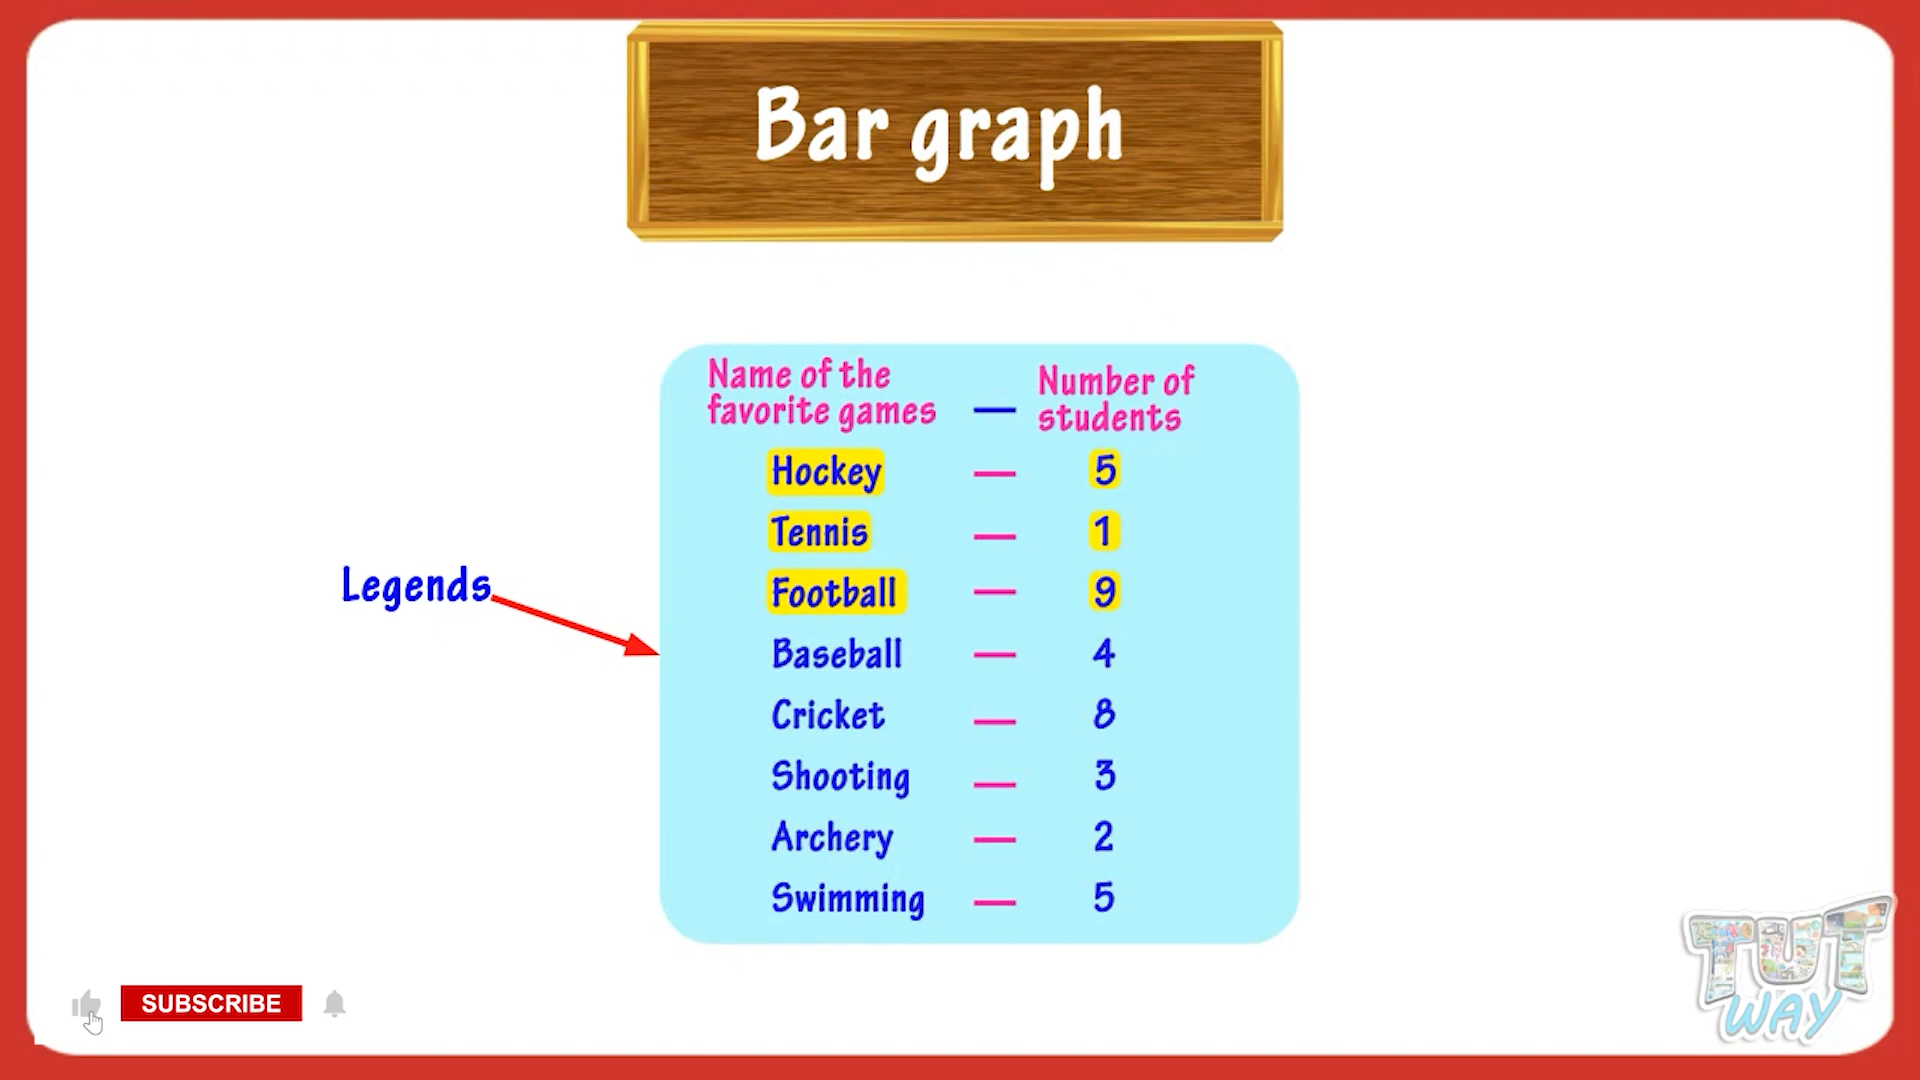 Bar graph
Name of the
favorite games — Number of
students
Hockey — 5
Tennis — 1
Football — 9
Legends
Baseball — 4
Cricket — 8
Shooting — 3
Archery — 2
Swimming — 5
SUBSCRIBE
TUT
WAY